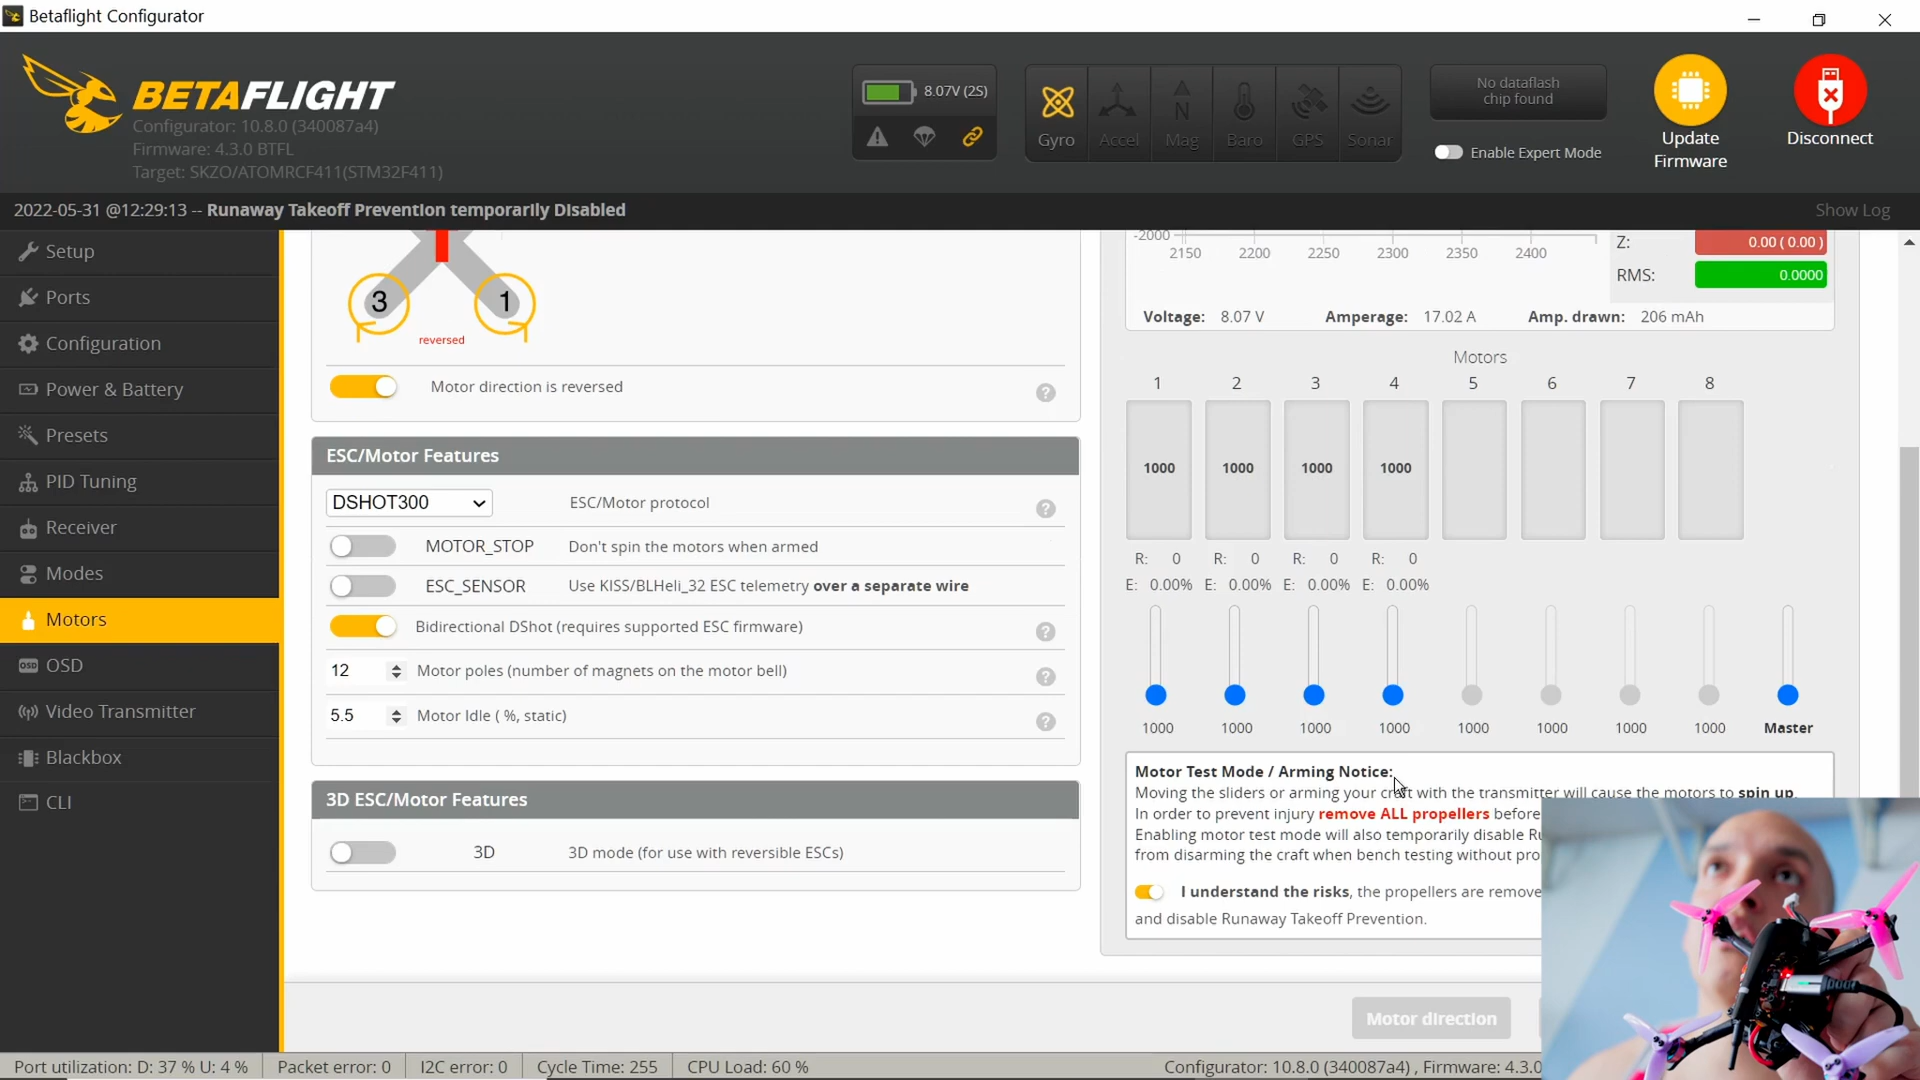 Betaflight Configurator
BETAFLIGHT
Configurator: 10.8.0 (340087a4)
Firmware: 4.3.0 BTFL
Target: SKZO/ATOMRCF411(STM32F411)
8.07V (2S)
Gyro
Accel
Mag
Baro
GPS
Sonar
No dataflash
chip found
Enable Expert Mode
Update
Firmware
Disconnect
2022-05-31 @12:29:13 -- Runaway Takeoff Prevention temporarily Disabled
Show Log
Setup
Ports
Configuration
Power & Battery
Presets
PID Tuning
Receiver
Modes
Motors
OSD
Video Transmitter
Blackbox
CLI
3
1
reversed
Motor direction is reversed
?
ESC/Motor Features
DSHOT300
ESC/Motor protocol
?
MOTOR_STOP Don't spin the motors when armed
ESC_SENSOR Use KISS/BLHeli_32 ESC telemetry over a separate wire
Bidirectional DShot (requires supported ESC firmware)
?
12 Motor poles (number of magnets on the motor bell)
?
5.5 Motor Idle ( %, static)
?
3D ESC/Motor Features
3D 3D mode (for use with reversible ESCs)
-2000
2150 2200 2250 2300 2350 2400
Z: 0.00 ( 0.00 )
RMS: 0.0000
Voltage: 8.07 V Amperage: 17.02 A Amp. drawn: 206 mAh
Motors
1 2 3 4 5 6 7 8
1000 1000 1000 1000
R: 0 R: 0 R: 0 R: 0
E: 0.00% E: 0.00% E: 0.00% E: 0.00%
1000 1000 1000 1000 1000 1000 1000 1000 Master
Motor Test Mode / Arming Notice:
Moving the sliders or arming your craft with the transmitter will cause the motors to spin up.
In order to prevent injury remove ALL propellers before
Enabling motor test mode will also temporarily disable
from disarming the craft when bench testing without
I understand the risks, the propellers are
and disable Runaway Takeoff Prevention.
Motor direction
Port utilization: D: 37 % U: 4 %
Packet error: 0
I2C error: 0
Cycle Time: 255
CPU Load: 60 %
Configurator: 10.8.0 (340087a4) , Firmware: 4.3.0